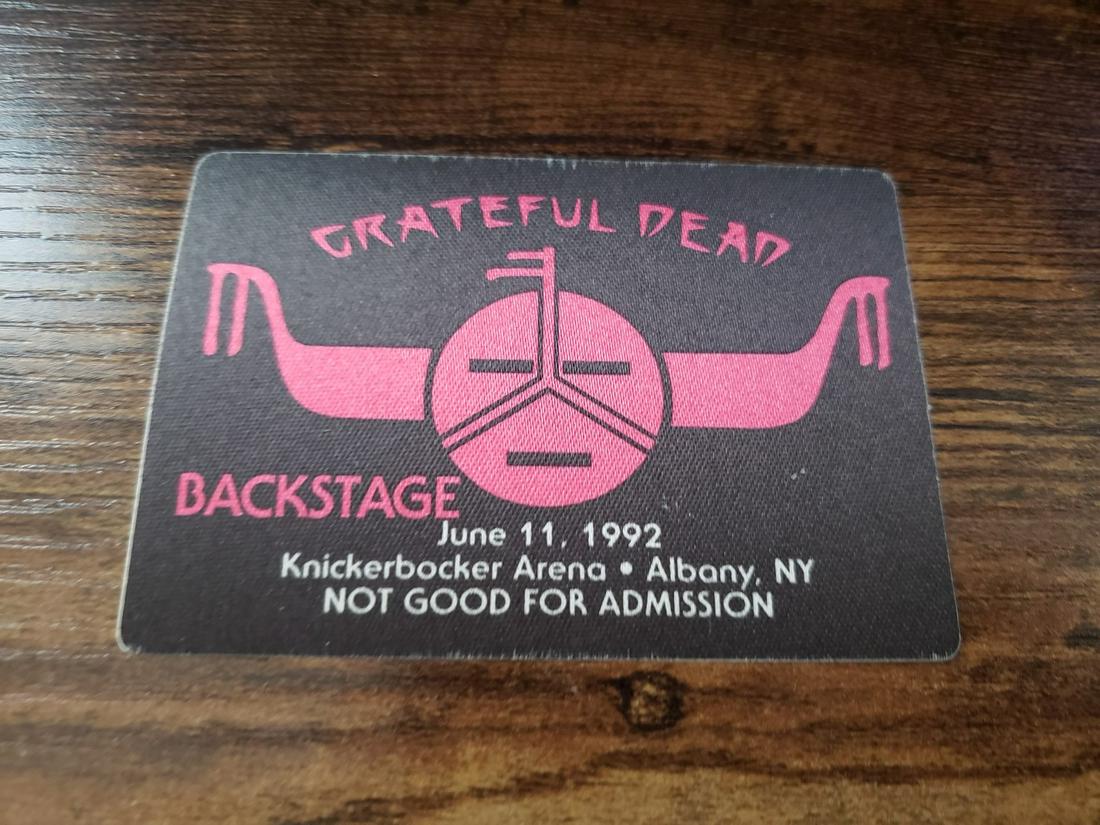 GRATEFUL DEAD
BACKSTAGE
June 11, 1992
Knickerbocker Arena • Albany, NY
NOT GOOD FOR ADMISSION